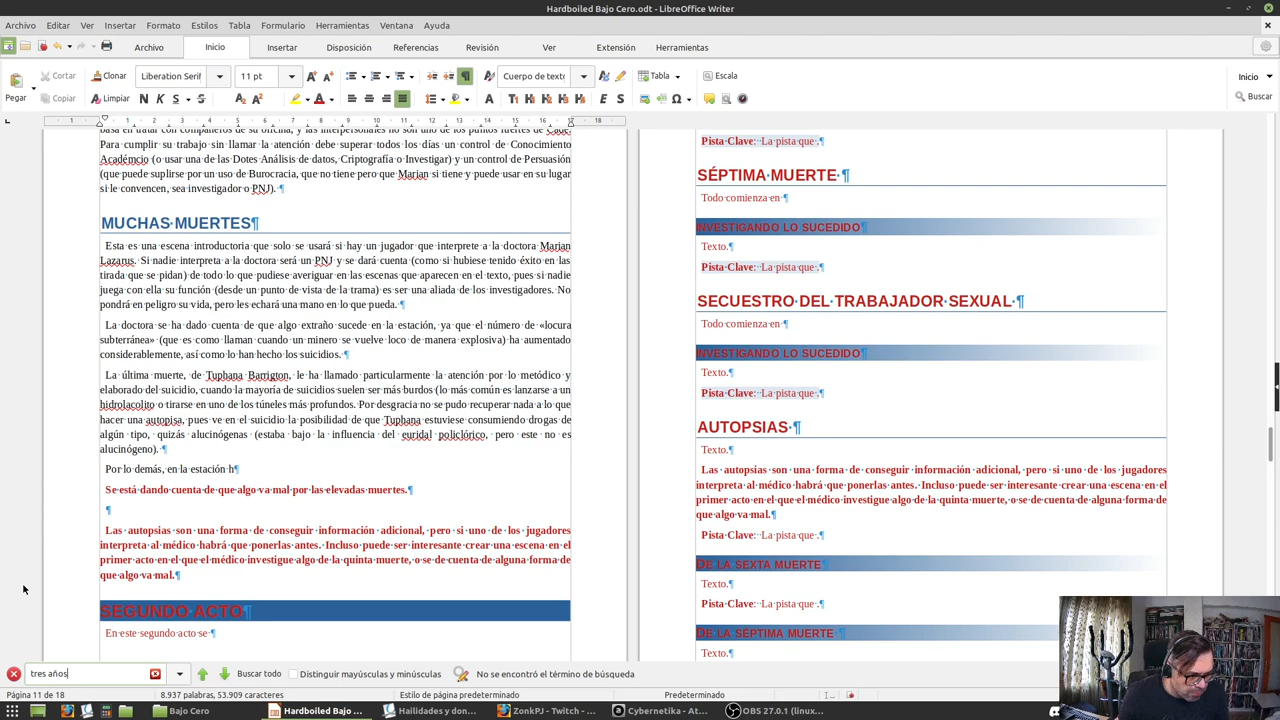 Hardboiled Bajo Cero.odt - LibreOffice Writer
Archivo Editar Ver Insertar Formato Estilos Tabla Formulario Herramientas Ventana Ayuda
Archivo Inicio Insertar Disposición Referencias Revisión Ver Extensión Herramientas
Pegar Cortar Clonar Liberation Serif 11 pt Cuerpo de texto Tabla Escala Inicio
Copiar Limpiar Buscar
basa en tratar con compañeros de su oficina, y las interpersonales no son uno de los puntos fuertes de Cade.
Para cumplir su trabajo sin llamar la atención debe superar todos los días un control de Conocimiento
Académcio (o usar una de las Dotes Análisis de datos, Criptografía o Investigar) y un control de Persuasión
(que puede suplirse por un uso de Burocracia, que no tiene pero que Marian si tiene y puede usar en su lugar
si le convencen, sea investigador o PNJ). ¶
MUCHAS MUERTES¶
Esta es una escena introductoria que solo se usará si hay un jugador que interprete a la doctora Marian
Lazarus. Si nadie interpreta a la doctora será un PNJ y se dará cuenta (como si hubiese tenido éxito en las
tirada que se pidan) de todo lo que pudiese averiguar en las escenas que aparecen en el texto, pues si nadie
juega con ella su función (desde un punto de vista de la trama) es ser una aliada de los investigadores. No
pondrá en peligro su vida, pero les echará una mano en lo que pueda. ¶
La doctora se ha dado cuenta de que algo extraño sucede en la estación, ya que el número de «locura
subterránea» (que es como llaman cuando un minero se vuelve loco de manera explosiva) ha aumentado
considerablemente, así como lo han hecho los suicidios. ¶
La última muerte, de Tuphana Barrigton, le ha llamado particularmente la atención por lo metódico y
elaborado del suicidio, cuando la mayoría de suicidios suelen ser más burdos (lo más común es lanzarse a un
hidrolacolito o tirarse en uno de los túneles más profundos. Por desgracia no se pudo recuperar nada a lo que
hacer una autopisa, pues ve en el suicidio la posibilidad de que Tuphana estuviese consumiendo drogas de
algún tipo, quizás alucinógenas (estaba bajo la influencia del euridal policlórico, pero este no es
alucinógeno). ¶
Por lo demás, en la estación h¶
Se está dando cuenta de que algo va mal por las elevadas muertes.¶
¶
Las autopsias son una forma de conseguir información adicional, pero si uno de los jugadores
interpreta al médico habrá que ponerlas antes. Incluso puede ser interesante crear una escena en el
primer acto en el que el médico investigue algo de la quinta muerte, o se de cuenta de alguna forma de
que algo va mal.¶
SEGUNDO ACTO¶
En este segundo acto se ¶
Pista Clave: La pista que .¶
SÉPTIMA MUERTE ¶
Todo comienza en ¶
INVESTIGANDO LO SUCEDIDO¶
Texto.¶
Pista Clave: La pista que .¶
SECUESTRO DEL TRABAJADOR SEXUAL ¶
Todo comienza en ¶
INVESTIGANDO LO SUCEDIDO¶
Texto.¶
Pista Clave: La pista que .¶
AUTOPSIAS ¶
Texto.¶
Las autopsias son una forma de conseguir información adicional, pero si uno de los jugadores
interpreta al médico habrá que ponerlas antes. Incluso puede ser interesante crear una escena en el
primer acto en el que el médico investigue algo de la quinta muerte, o se de cuenta de alguna forma de
que algo va mal.¶
Pista Clave: La pista que .¶
DE LA SEXTA MUERTE¶
Texto.¶
Pista Clave: La pista que .¶
DE LA SÉPTIMA MUERTE ¶
Texto.¶
tres años Buscar todo Distinguir mayúsculas y minúsculas No se encontró el término de búsqueda
Página 11 de 18 8.937 palabras, 53.909 caracteres Estilo de página predeterminado Predeterminado
Bajo Cero Hardboiled Bajo ... Hailidades y don... ZonkPJ - Twitch - ... Cybernetika - At... OBS 27.0.1 (linux...